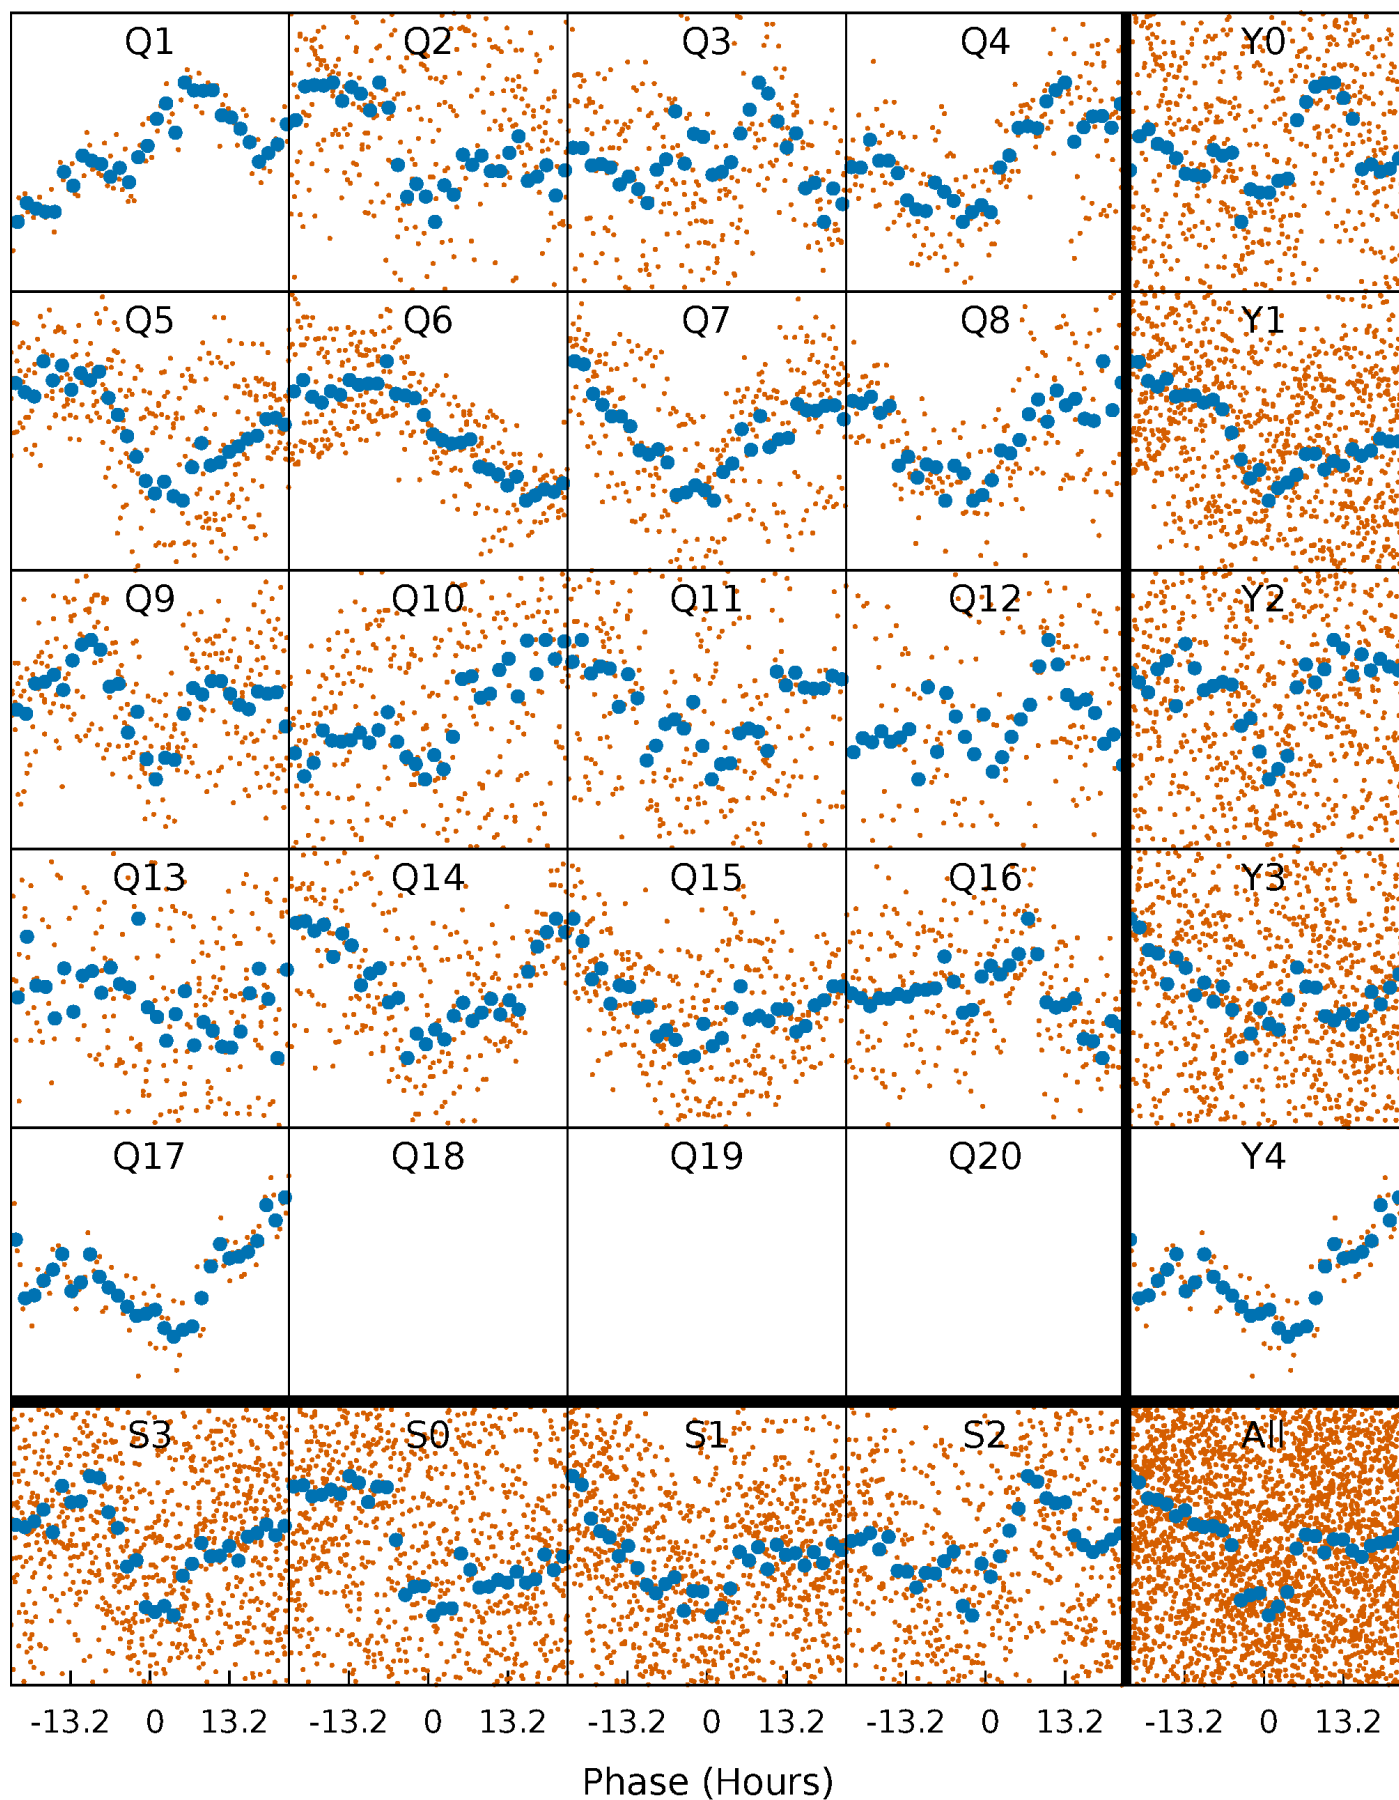 Q1 Q2 Q3 Q4 Y0
Q5 Q6 Q7 Q8 Y1
Q9 Q10 Q11 Q12 Y2
Q13 Q14 Q15 Q16 Y3
Q17 Q18 Q19 Q20 Y4
S3 S0 S1 S2 All
-13.2 0 13.2 -13.2 0 13.2 -13.2 0 13.2 -13.2 0 13.2 -13.2 0 13.2
Phase (Hours)